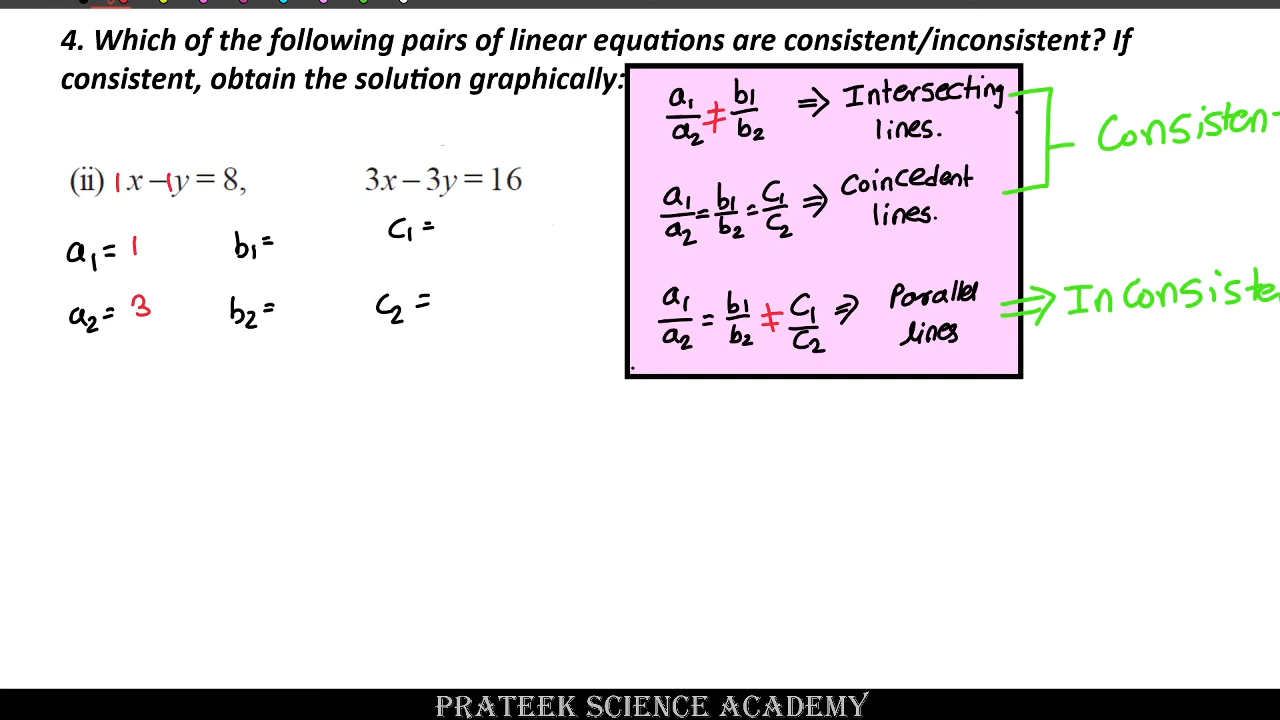 4. Which of the following pairs of linear equations are consistent/inconsistent? If
consistent, obtain the solution graphically:
(ii) 1x – 1y = 8, 3x – 3y = 16
a₁ = 1 b₁ = c₁ =
a₂ = 3 b₂ = c₂ =
a₁/a₂ ≠ b₁/b₂ ⇒ Intersecting
lines.
a₁/a₂ = b₁/b₂ = c₁/c₂ ⇒ Coincedent
lines.
a₁/a₂ = b₁/b₂ ≠ c₁/c₂ ⇒ Parallel
lines
Consisten
⇒ Inconsiste
PRATEEK SCIENCE ACADEMY